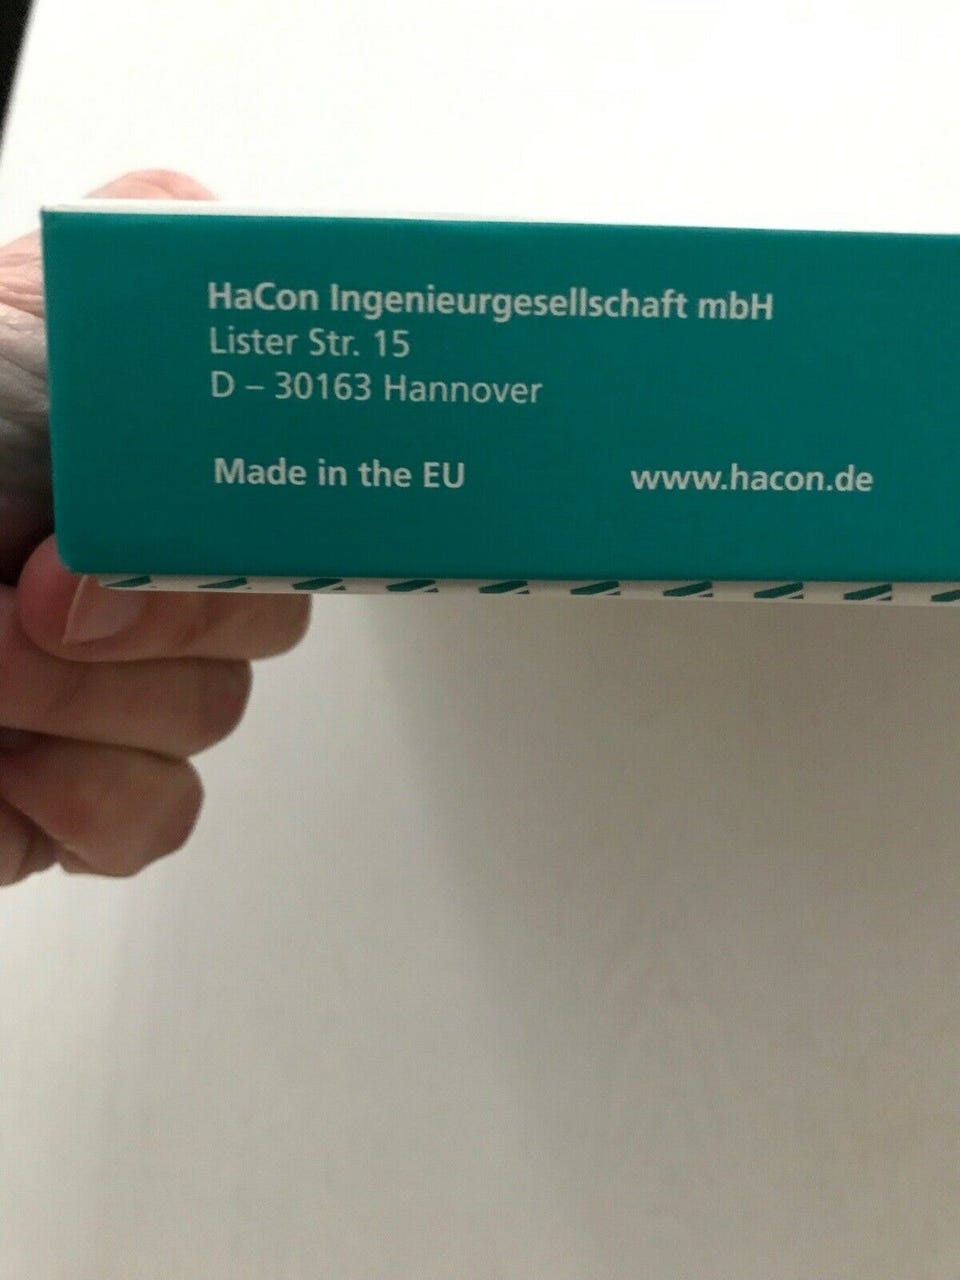 HaCon Ingenieurgesellschaft mbH
Lister Str. 15
D – 30163 Hannover
Made in the EU www.hacon.de